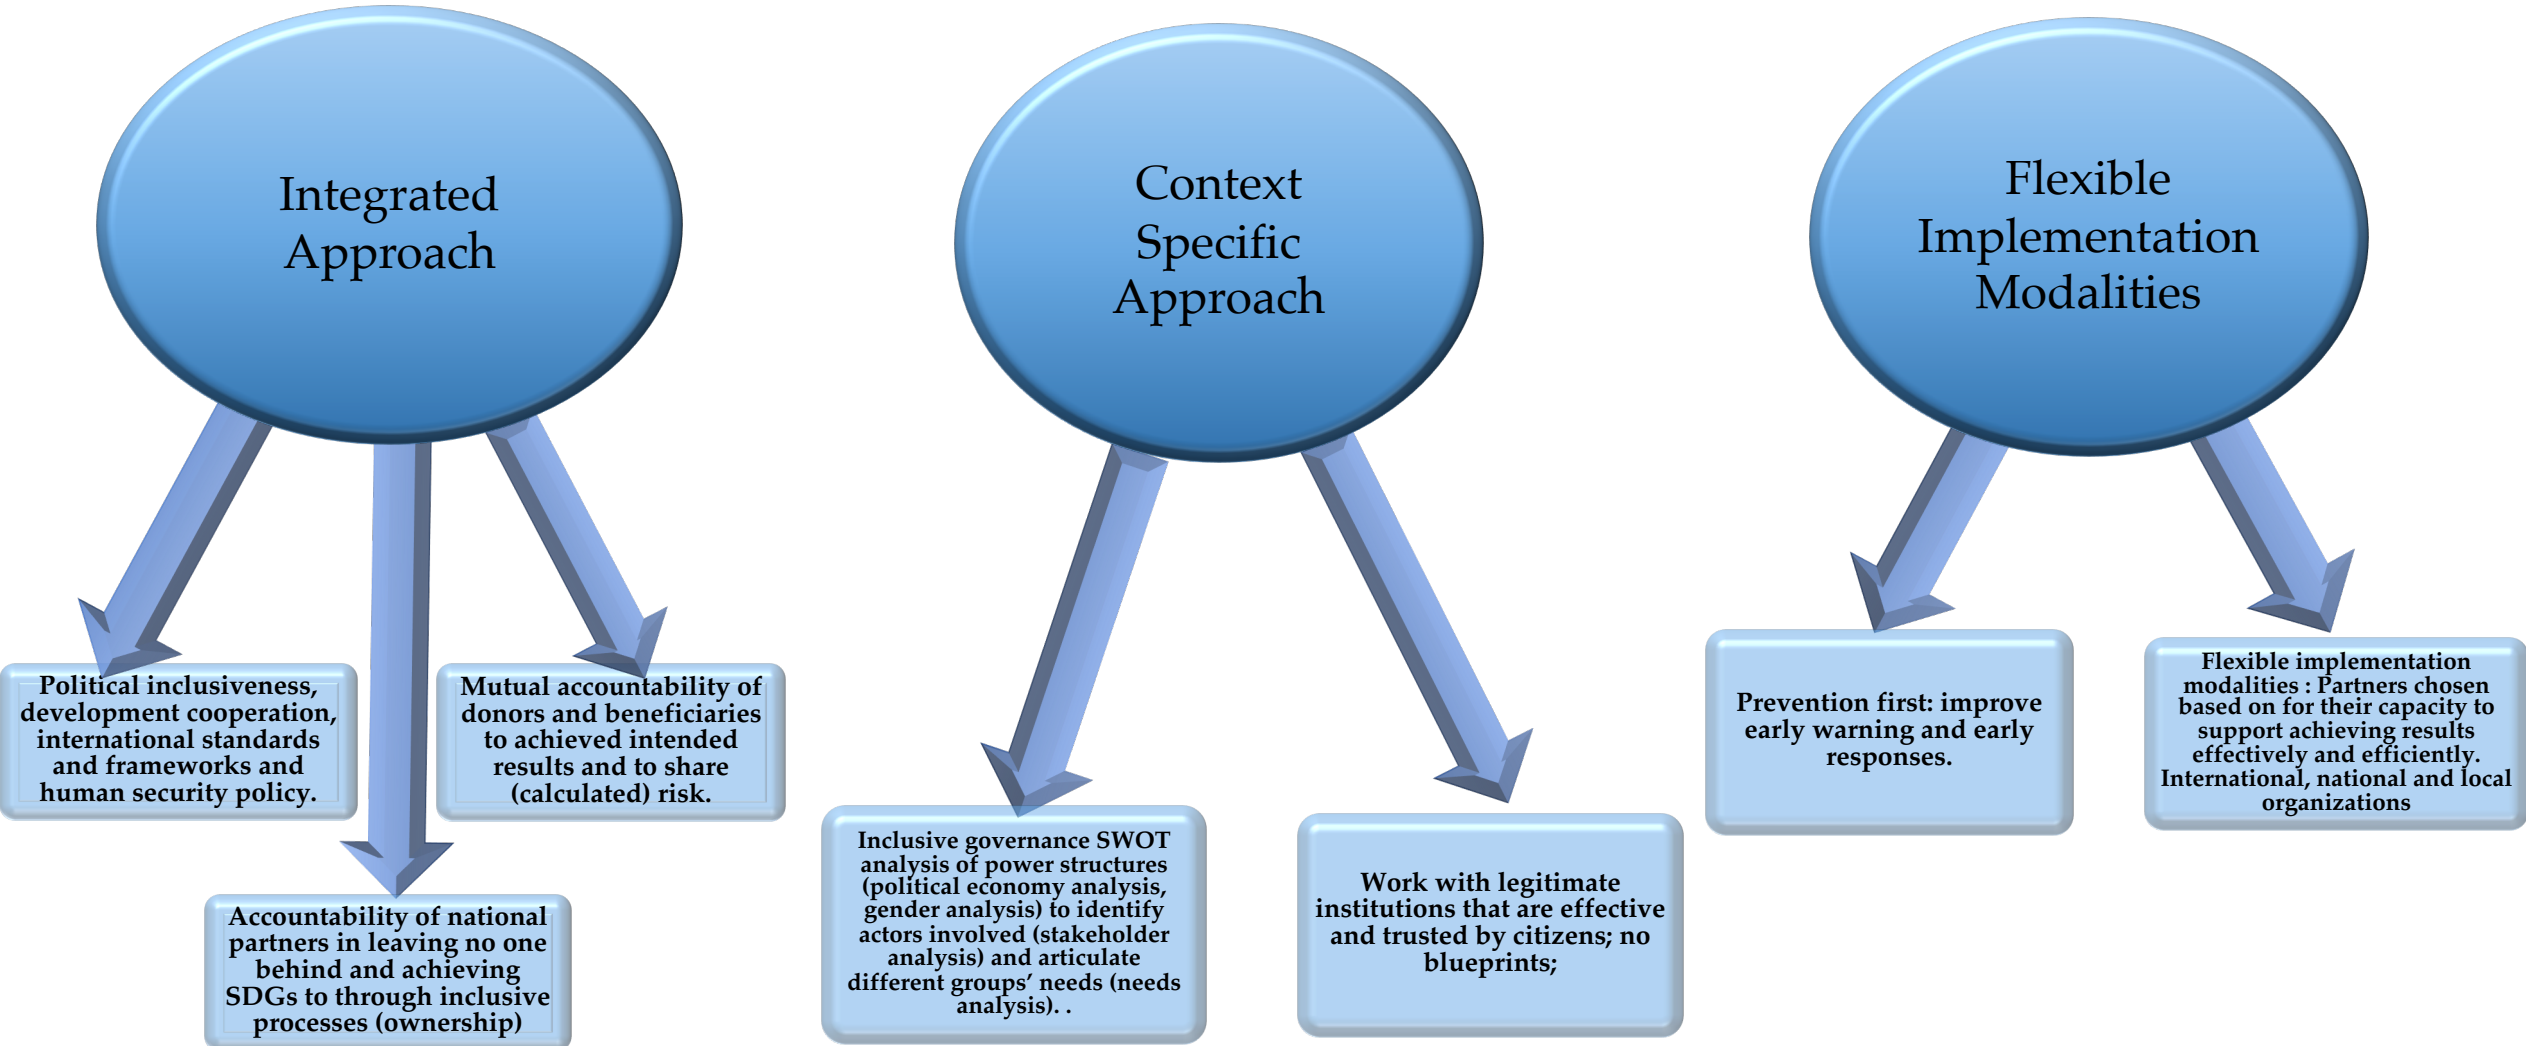 Integrated
Approach
Political inclusiveness,
development cooperation,
international standards
and frameworks and
human security policy.
Accountability of national
partners in leaving no one
behind and achieving
SDGs to through inclusive
processes (ownership)
Mutual accountability of
donors and beneficiaries
to achieved intended
results and to share
(calculated) risk.
Context
Specific
Approach
Inclusive governance SWOT
analysis of power structures
(political economy analysis,
gender analysis) to identify
actors involved (stakeholder
analysis) and articulate
different groups’ needs (needs
analysis). .
Work with legitimate
institutions that are effective
and trusted by citizens; no
blueprints;
Flexible
Implementation
Modalities
Prevention first: improve
early warning and early
responses.
Flexible implementation
modalities : Partners chosen
based on for their capacity to
support achieving results
effectively and efficiently.
International, national and local
organizations